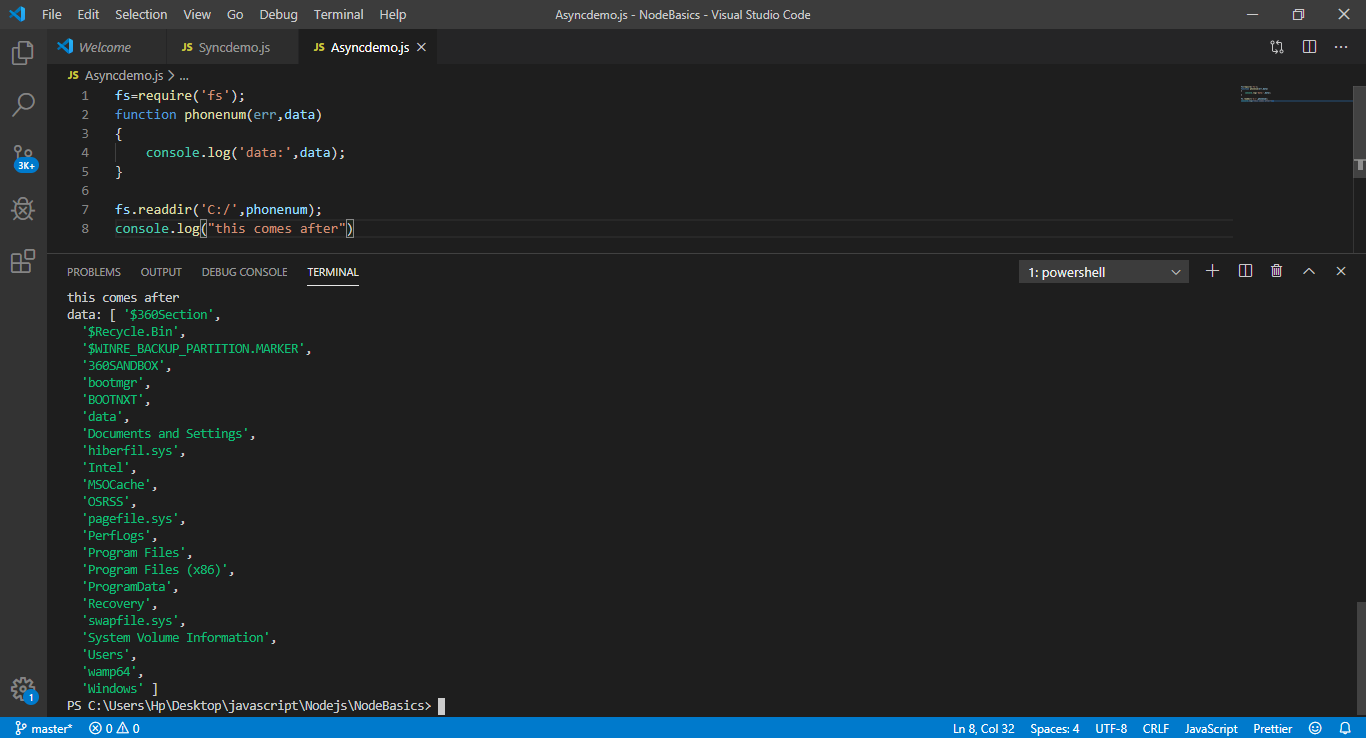 File Edit Selection View Go Debug Terminal Help Asyncdemo.js - NodeBasics - Visual Studio Code
Welcome JS Syncdemo.js JS Asyncdemo.js
JS Asyncdemo.js > ...
1 fs=require('fs');
2 function phonenum(err,data)
3 {
4 console.log('data:',data);
5 }
6
7 fs.readdir('C:/',phonenum);
8 console.log("this comes after")
3K+
PROBLEMS OUTPUT DEBUG CONSOLE TERMINAL 1: powershell
this comes after
data: [ '$360Section',
'$Recycle.Bin',
'$WINRE_BACKUP_PARTITION.MARKER',
'360SANDBOX',
'bootmgr',
'BOOTNXT',
'data',
'Documents and Settings',
'hiberfil.sys',
'Intel',
'MSOCache',
'OSRSS',
'pagefile.sys',
'PerfLogs',
'Program Files',
'Program Files (x86)',
'ProgramData',
'Recovery',
'swapfile.sys',
'System Volume Information',
'Users',
'wamp64',
'Windows' ]
PS C:\Users\Hp\Desktop\javascript\Nodejs\NodeBasics>
1
master* 0 0 Ln 8, Col 32 Spaces: 4 UTF-8 CRLF JavaScript Prettier